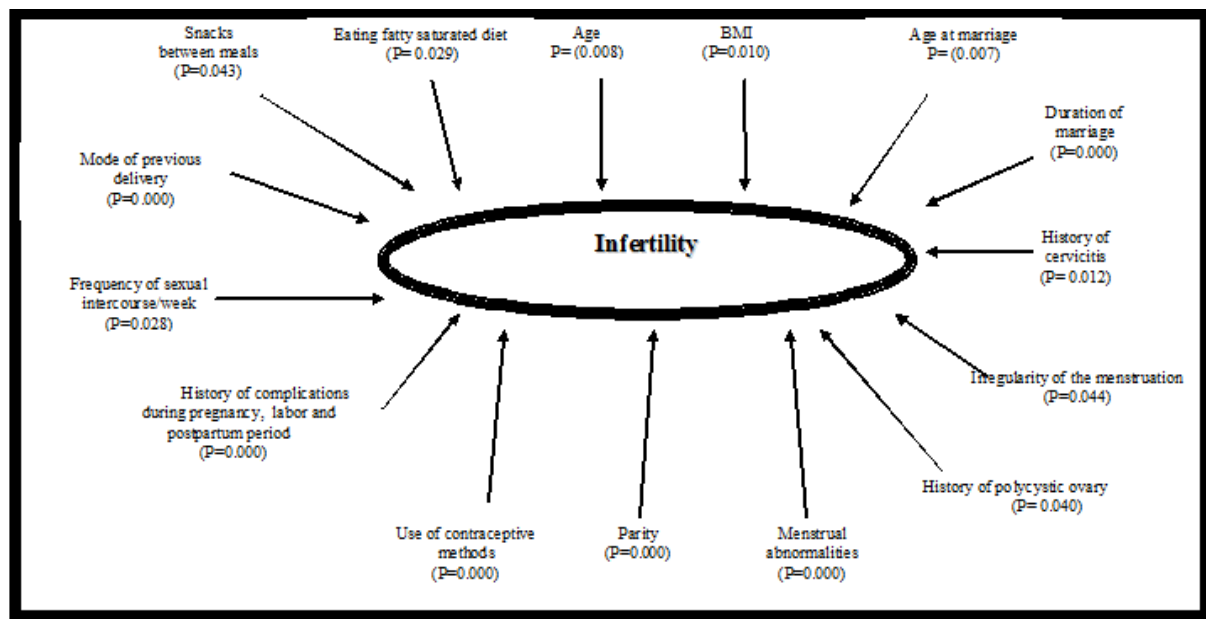 Snacks
between meals
(P=0.043)
Eating fatty saturated diet
(P= 0.029)
Age
P= (0.008)
BMI
(P=0.010)
Age at marriage
P= (0.007)
Duration of
marriage
(P=0.000)
Mode of previous
delivery
(P=0.000)
Infertility
History of
cervicitis
(P= 0.012)
Frequency of sexual
intercourse/week
(P=0.028)
Irregularity of the menstruation
(P=0.044)
History of complications
during pregnancy, labor and
postpartum period
(P=0.000)
History of polycystic ovary
(P= 0.040)
Use of contraceptive
methods
(P=0.000)
Parity
(P=0.000)
Menstrual
abnormalities
(P=0.000)